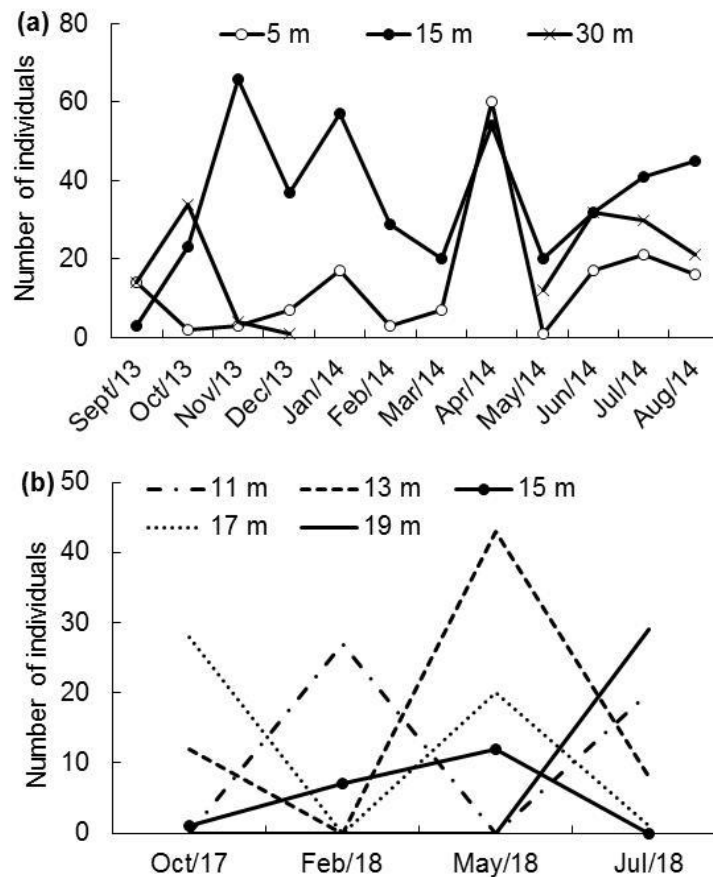 (a)
80
5 m 15 m 30 m
60
40
20
0
Number of individuals
Sept/13 Oct/13 Nov/13 Dec/13 Jan/14 Feb/14 Mar/14 Apr/14 May/14 Jun/14 Jul/14 Aug/14
(b)
50
11 m 13 m 15 m
17 m 19 m
40
30
20
10
0
Number of individuals
Oct/17 Feb/18 May/18 Jul/18